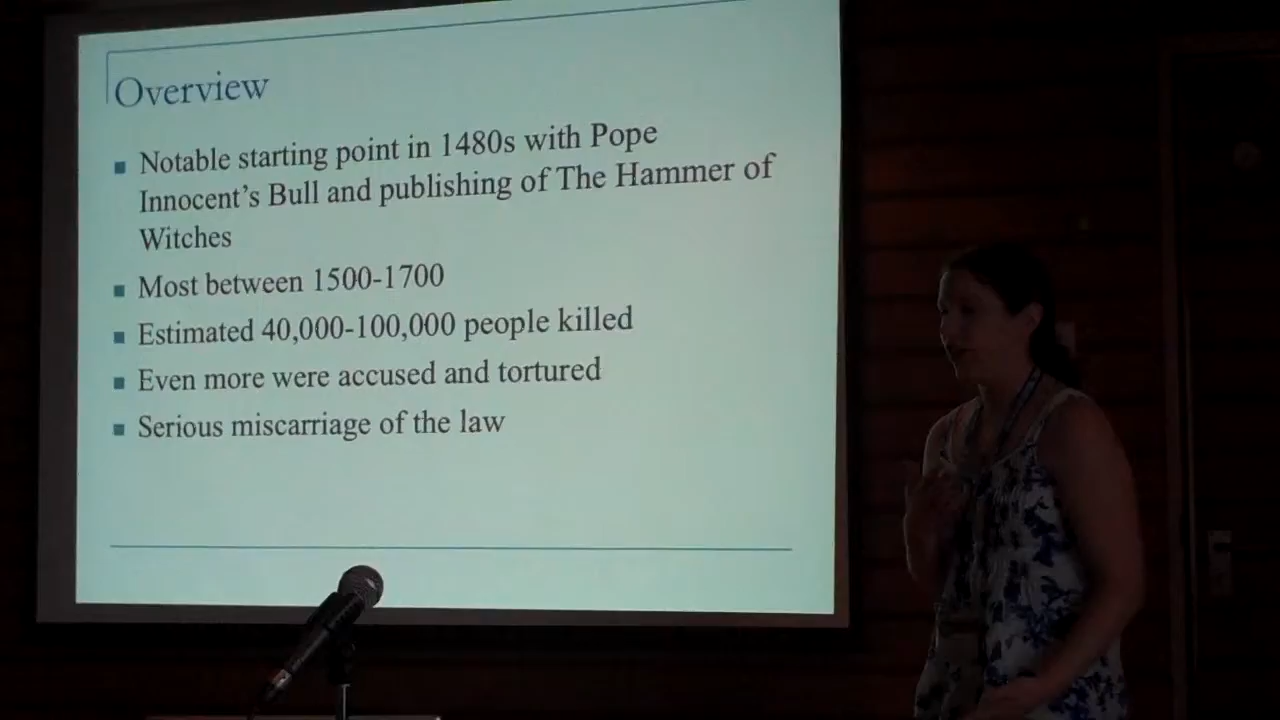 Overview
Notable starting point in 1480s with Pope
Innocent's Bull and publishing of The Hammer of
Witches
Most between 1500-1700
Estimated 40,000-100,000 people killed
Even more were accused and tortured
Serious miscarriage of the law